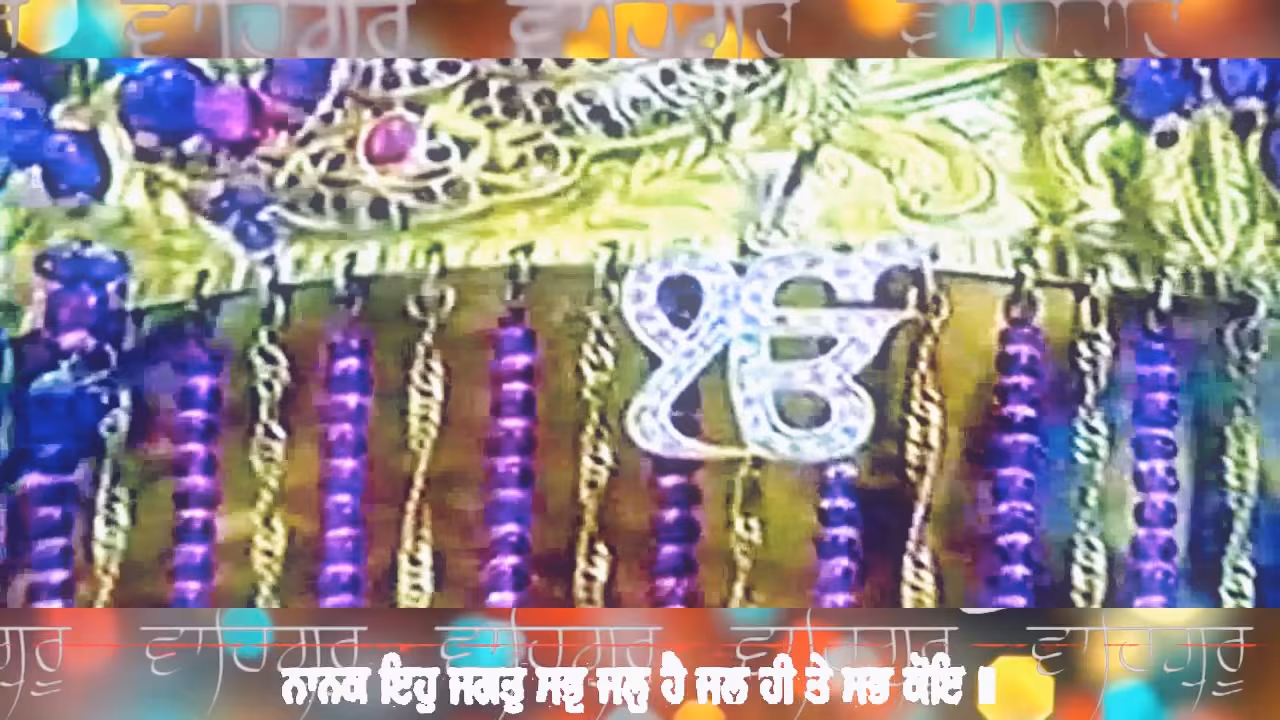 ਵਾਹਿਗੁਰੂ ਵਾਹਿਗੁਰੂ ਵਾਹਿਗੁਰੂ
ੴ
ਗੁਰੂ ਵਾਹਿਗੁਰੂ ਵਾਹਿਗੁਰੂ ਵਾਹਿਗੁਰੂ ਵਾਹਿਗੁਰੂ
ਨਾਨਕ ਇਹੁ ਜਗਤੁ ਸਭੁ ਜਲੁ ਹੈ ਜਲ ਹੀ ਤੇ ਸਭ ਕੋਇ ॥